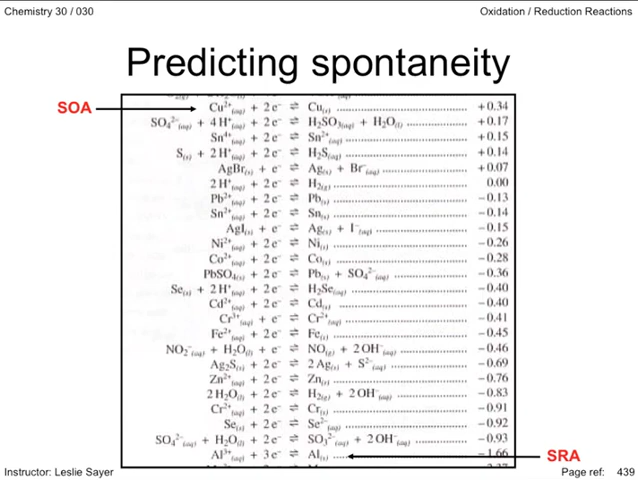 Chemistry 30 / 030
Oxidation / Reduction Reactions
Predicting spontaneity
SOA
Cu²⁺(aq) + 2 e⁻ ⇌ Cu(s) ........ +0.34
SO₄²⁻(aq) + 4 H⁺(aq) + 2 e⁻ ⇌ H₂SO₃(aq) + H₂O(l) ........ +0.17
Sn⁴⁺(aq) + 2 e⁻ ⇌ Sn²⁺(aq) ........ +0.15
S(s) + 2 H⁺(aq) + 2 e⁻ ⇌ H₂S(aq) ........ +0.14
AgBr(s) + e⁻ ⇌ Ag(s) + Br⁻(aq) ........ +0.07
2 H⁺(aq) + 2 e⁻ ⇌ H₂(g) ........ 0.00
Pb²⁺(aq) + 2 e⁻ ⇌ Pb(s) ........ −0.13
Sn²⁺(aq) + 2 e⁻ ⇌ Sn(s) ........ −0.14
AgI(s) + e⁻ ⇌ Ag(s) + I⁻(aq) ........ −0.15
Ni²⁺(aq) + 2 e⁻ ⇌ Ni(s) ........ −0.26
Co²⁺(aq) + 2 e⁻ ⇌ Co(s) ........ −0.28
PbSO₄(s) + 2 e⁻ ⇌ Pb(s) + SO₄²⁻(aq) ........ −0.36
Se(s) + 2 H⁺(aq) + 2 e⁻ ⇌ H₂Se(aq) ........ −0.40
Cd²⁺(aq) + 2 e⁻ ⇌ Cd(s) ........ −0.40
Cr³⁺(aq) + e⁻ ⇌ Cr²⁺(aq) ........ −0.41
Fe²⁺(aq) + 2 e⁻ ⇌ Fe(s) ........ −0.45
NO₂⁻(aq) + H₂O(l) + e⁻ ⇌ NO(g) + 2 OH⁻(aq) ........ −0.46
Ag₂S(s) + 2 e⁻ ⇌ 2 Ag(s) + S²⁻(aq) ........ −0.69
Zn²⁺(aq) + 2 e⁻ ⇌ Zn(s) ........ −0.76
2 H₂O(l) + 2 e⁻ ⇌ H₂(g) + 2 OH⁻(aq) ........ −0.83
Cr²⁺(aq) + 2 e⁻ ⇌ Cr(s) ........ −0.91
Se(s) + 2 e⁻ ⇌ Se²⁻(aq) ........ −0.92
SO₄²⁻(aq) + H₂O(l) + 2 e⁻ ⇌ SO₃²⁻(aq) + 2 OH⁻(aq) ........ −0.93
Al³⁺(aq) + 3 e⁻ ⇌ Al(s) ..... −1.66
SRA
Instructor: Leslie Sayer
Page ref: 439